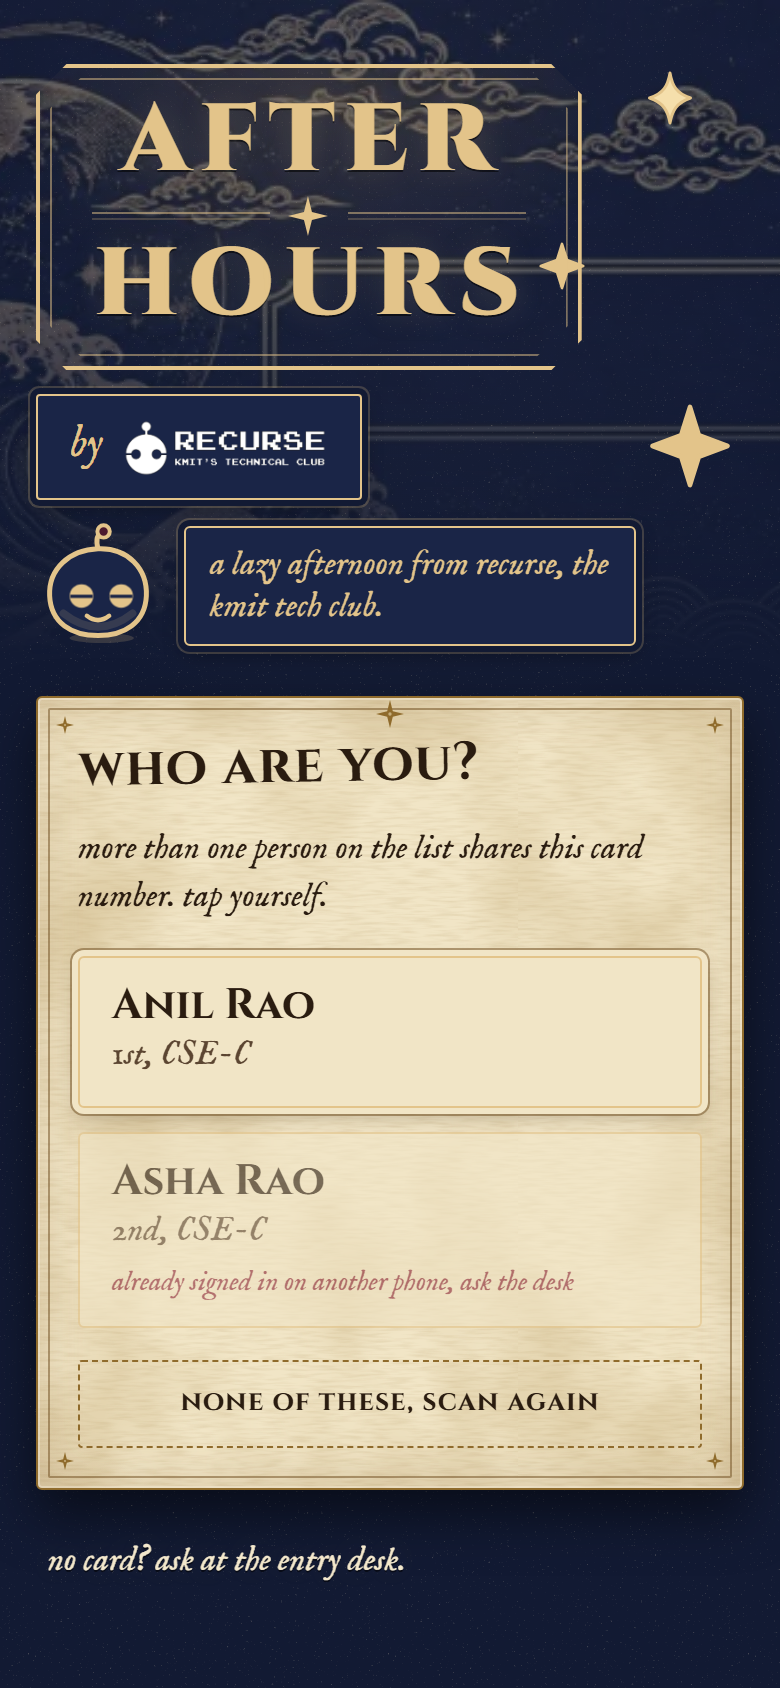 AFTER
HOURS
by RECURSE
KMIT'S TECHNICAL CLUB
a lazy afternoon from recurse, the
kmit tech club.
WHO ARE YOU?
more than one person on the list shares this card
number. tap yourself.
Anil Rao
1st, CSE-C
Asha Rao
2nd, CSE-C
already signed in on another phone, ask the desk
NONE OF THESE, SCAN AGAIN
no card? ask at the entry desk.